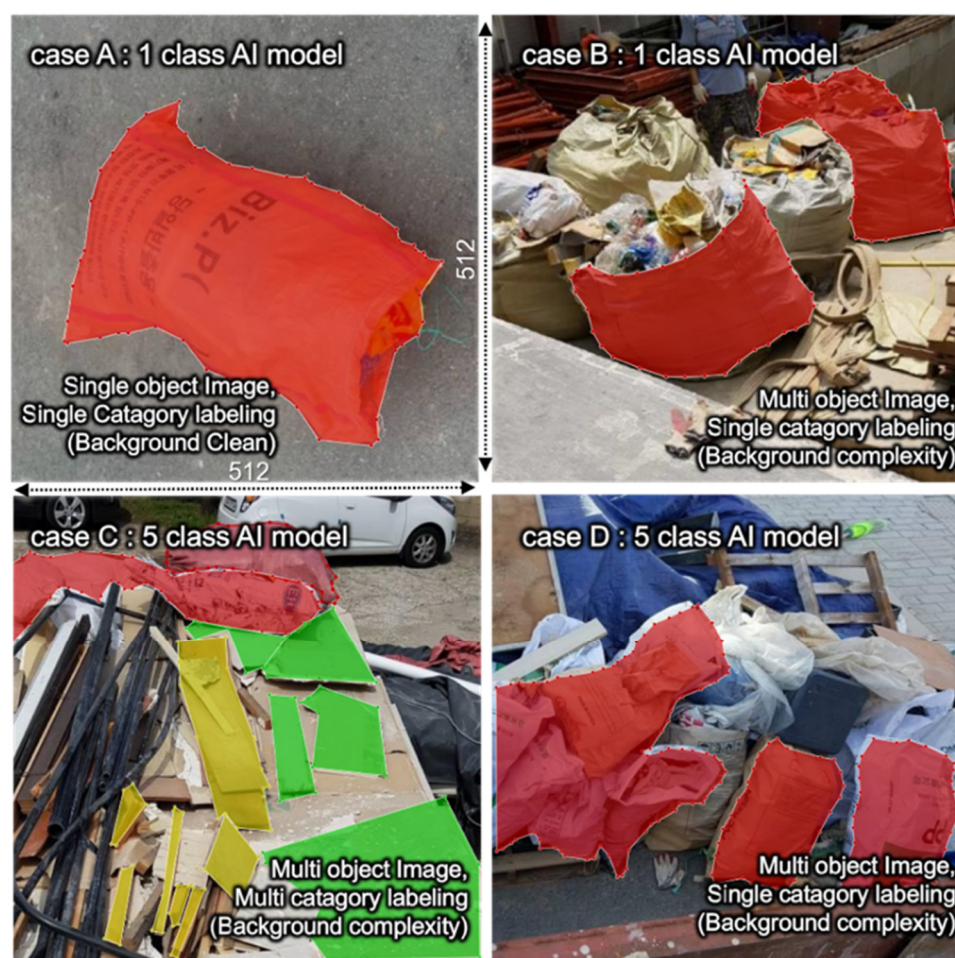 case A : 1 class AI model
Biz.P(
Single object Image,
Single Catagory labeling
(Background Clean)
512
512
case B : 1 class AI model
Multi object Image,
Single catagory labeling
(Background complexity)
case C : 5 class AI model
Multi object Image,
Multi catagory labeling
(Background complexity)
case D : 5 class AI model
Multi object Image,
Single catagory labeling
(Background complexity)